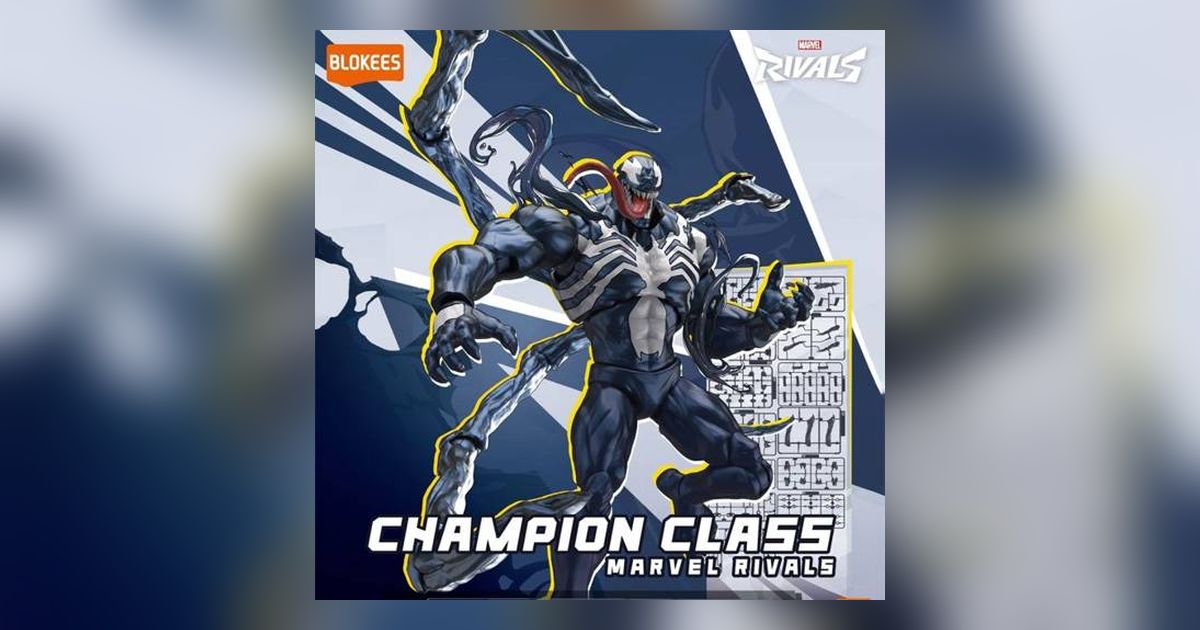 BLOKEES
MARVEL
RIVALS
CHAMPION CLASS
MARVEL RIVALS